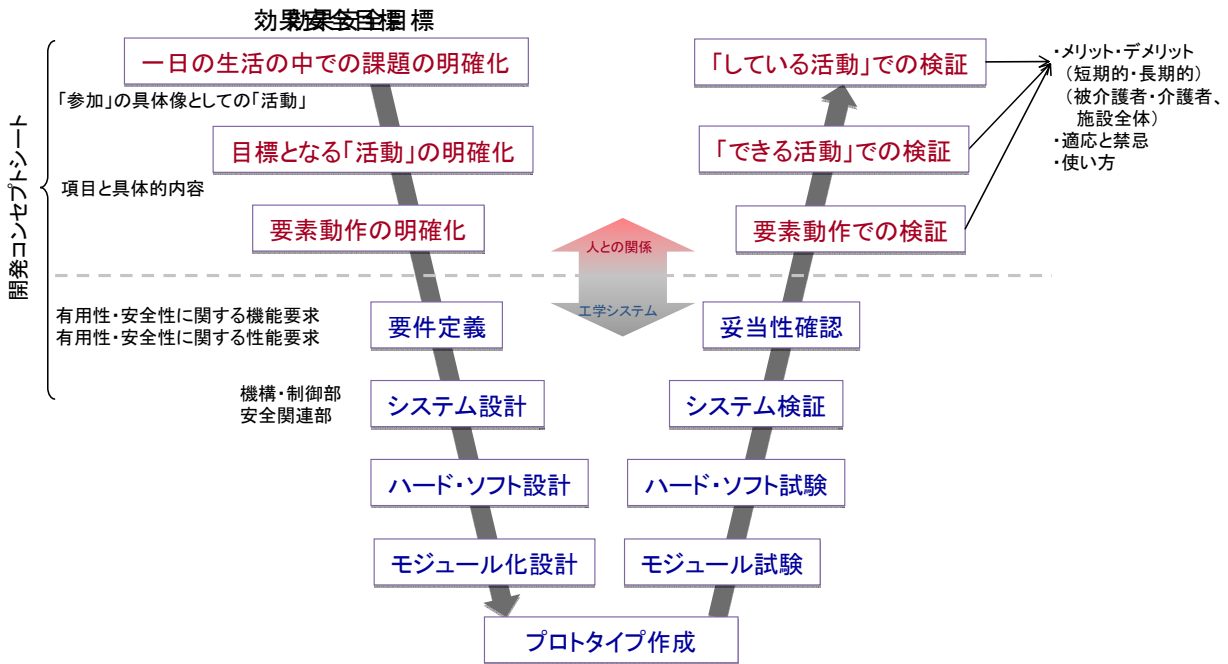 効果安全目標
一日の生活の中での課題の明確化
「参加」の具体像としての「活動」
目標となる「活動」の明確化
項目と具体的内容
要素動作の明確化
開発コンセプトシート
有用性・安全性に関する機能要求
有用性・安全性に関する性能要求
要件定義
機構・制御部
安全関連部
システム設計
ハード・ソフト設計
モジュール化設計
プロトタイプ作成
人との関係
工学システム
「している活動」での検証
「できる活動」での検証
要素動作での検証
妥当性確認
システム検証
ハード・ソフト試験
モジュール試験
・メリット・デメリット
(短期的・長期的)
(被介護者・介護者、
施設全体)
・適応と禁忌
・使い方